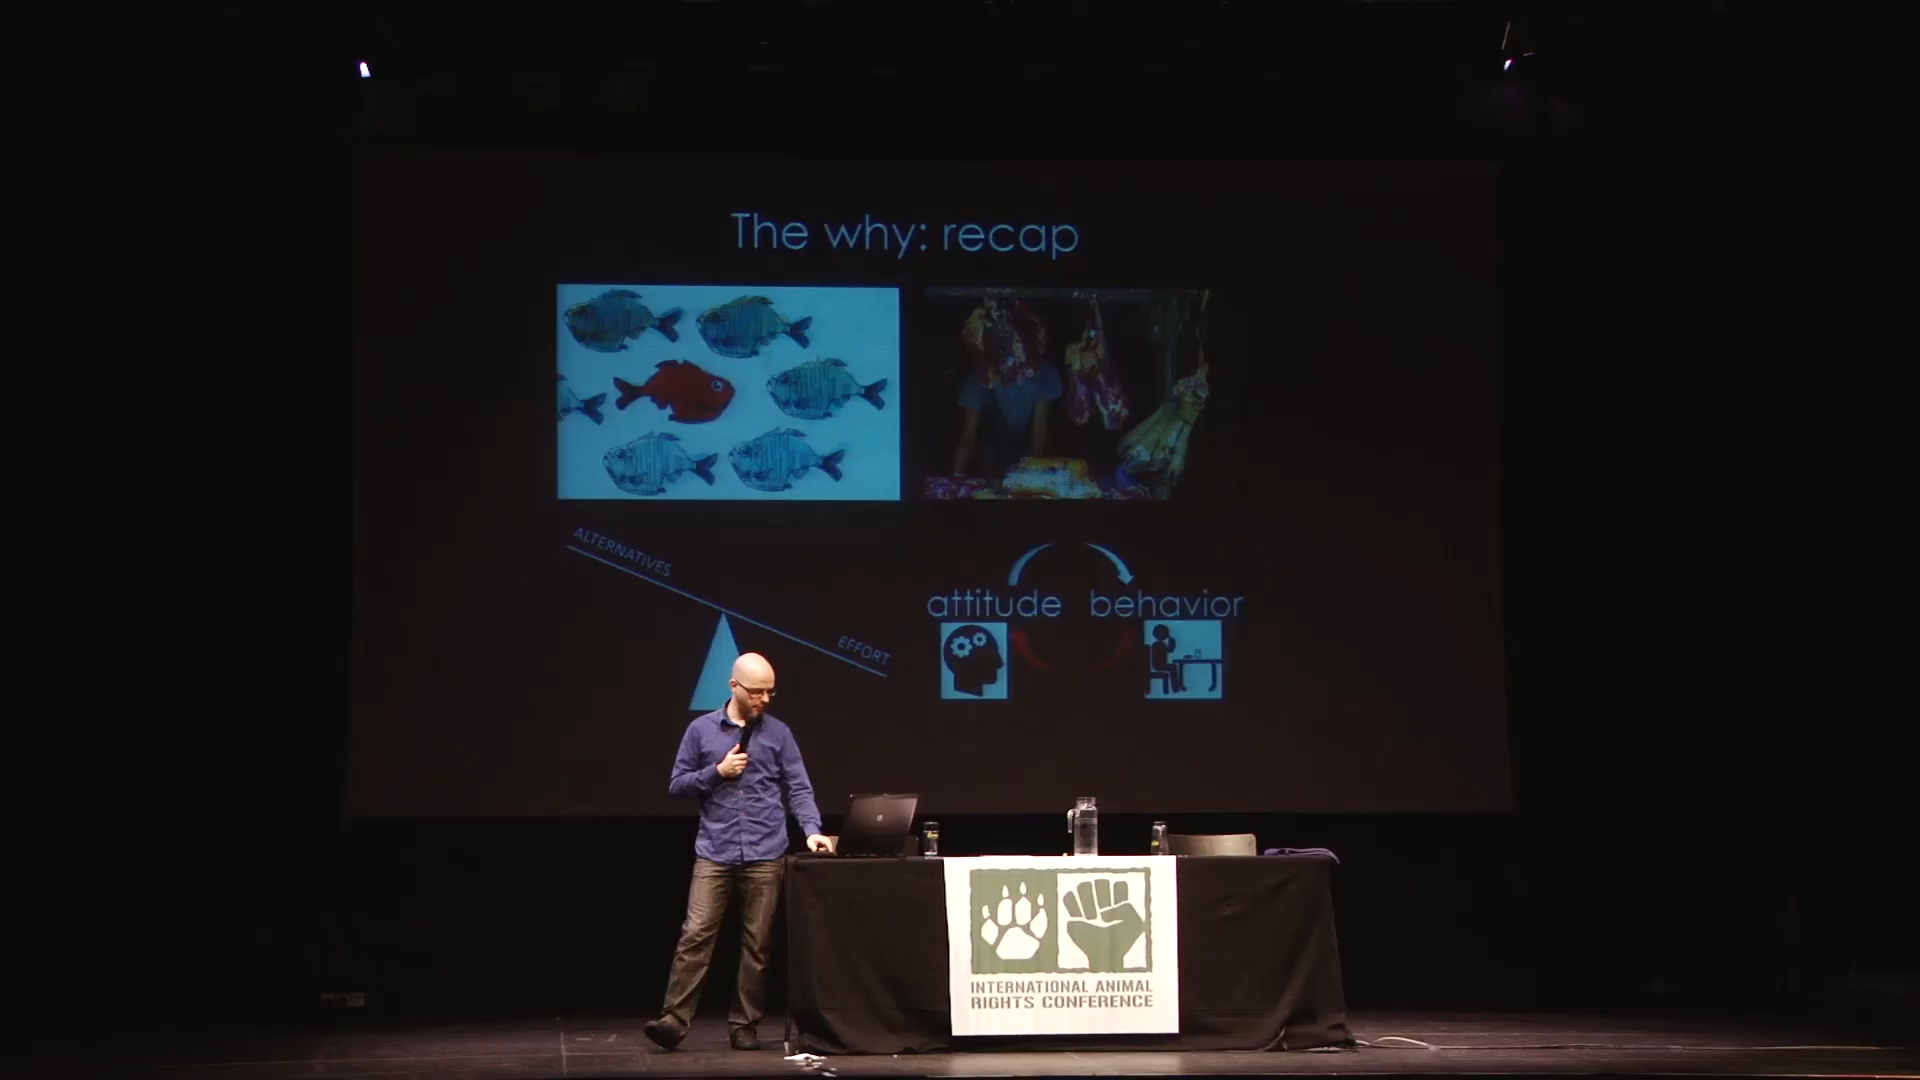 The why: recap
ALTERNATIVES
EFFORT
attitude behavior
INTERNATIONAL ANIMAL
RIGHTS CONFERENCE